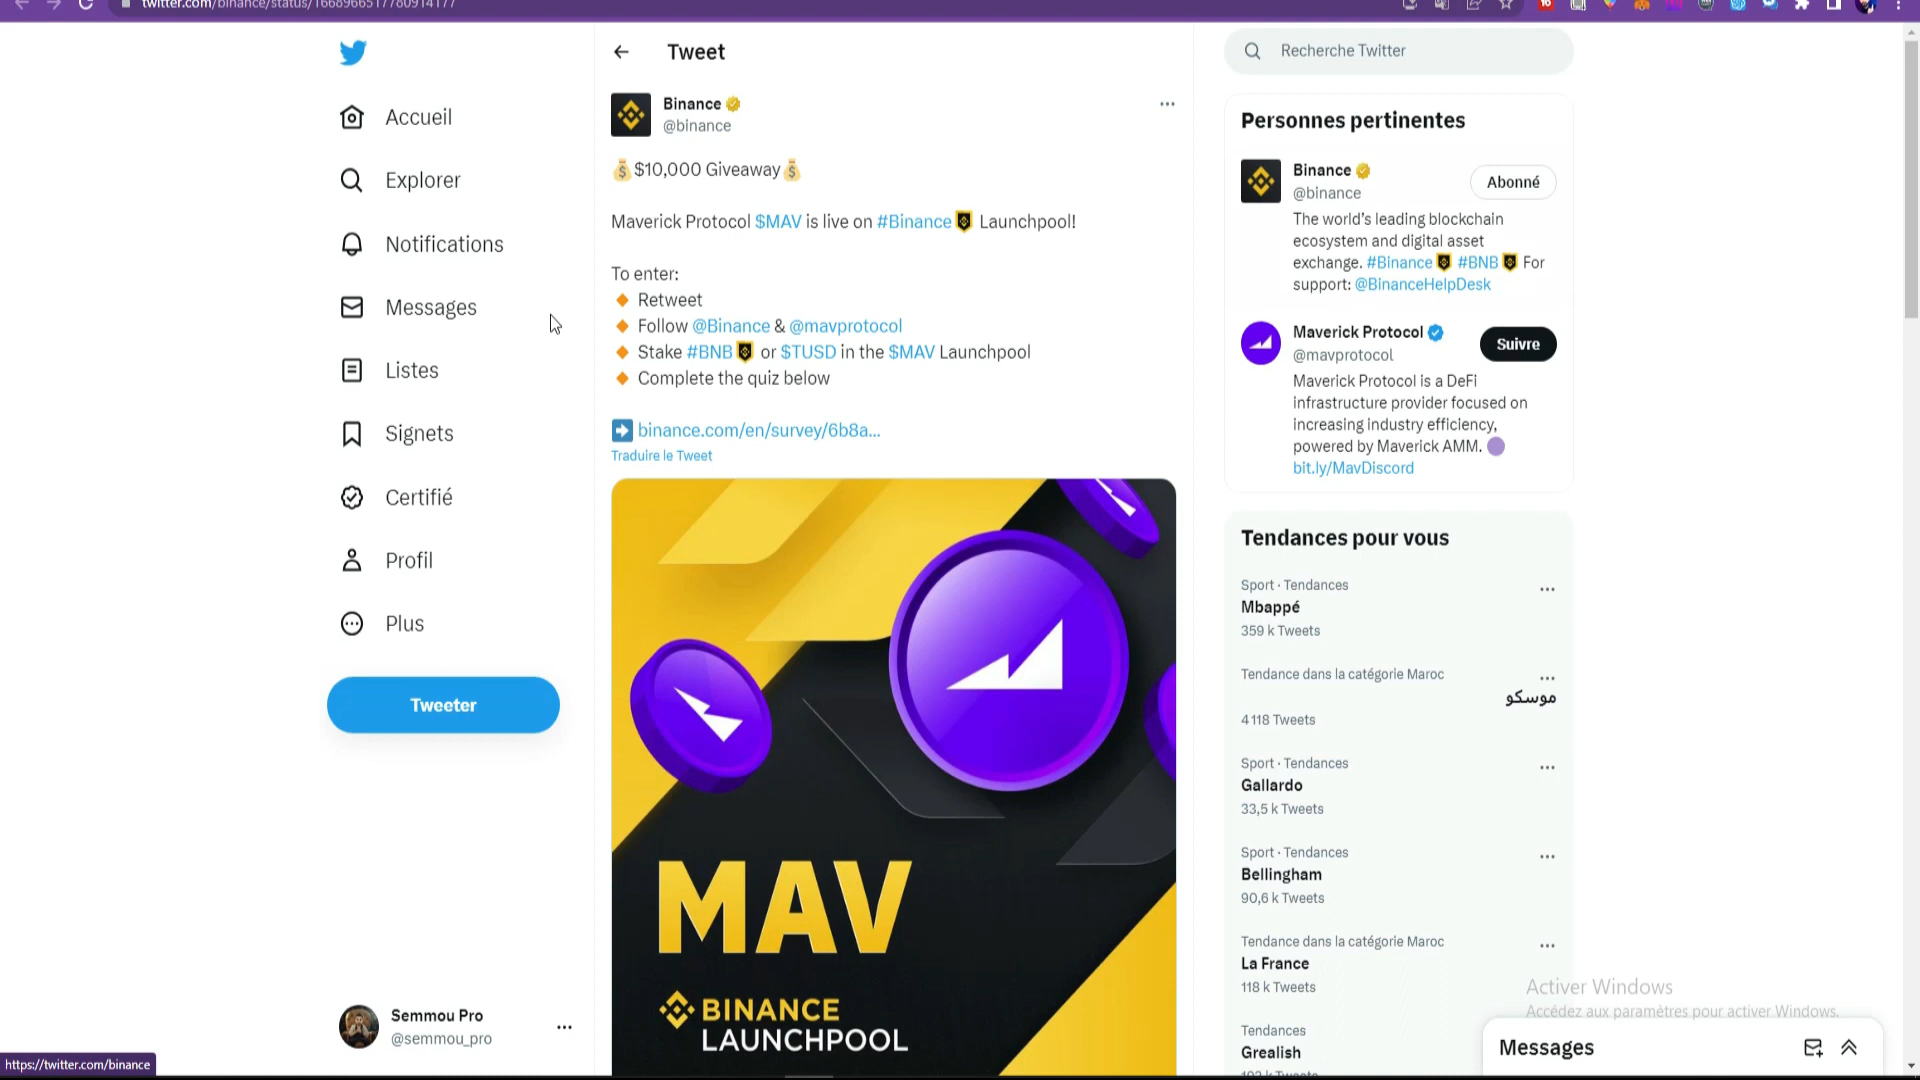 twitter.com/binance/status/1668966517780914177
Accueil
Explorer
Notifications
Messages
Listes
Signets
Certifié
Profil
Plus
Tweeter
Semmou Pro
@semmou_pro
https://twitter.com/binance
Tweet
Binance
@binance
💰$10,000 Giveaway💰
Maverick Protocol $MAV is live on #Binance Launchpool!
To enter:
🔸 Retweet
🔸 Follow @Binance & @mavprotocol
🔸 Stake #BNB or $TUSD in the $MAV Launchpool
🔸 Complete the quiz below
➡️ binance.com/en/survey/6b8a...
Traduire le Tweet
MAV
BINANCE
LAUNCHPOOL
Recherche Twitter
Personnes pertinentes
Binance
@binance
Abonné
The world's leading blockchain
ecosystem and digital asset
exchange. #Binance #BNB For
support: @BinanceHelpDesk
Maverick Protocol
@mavprotocol
Suivre
Maverick Protocol is a DeFi
infrastructure provider focused on
increasing industry efficiency,
powered by Maverick AMM. 🟣
bit.ly/MavDiscord
Tendances pour vous
Sport · Tendances
Mbappé
359 k Tweets
Tendance dans la catégorie Maroc
موسكو
4 118 Tweets
Sport · Tendances
Gallardo
33,5 k Tweets
Sport · Tendances
Bellingham
90,6 k Tweets
Tendance dans la catégorie Maroc
La France
118 k Tweets
Tendances
Grealish
Activer Windows
Accédez aux paramètres pour activer Windows.
Messages